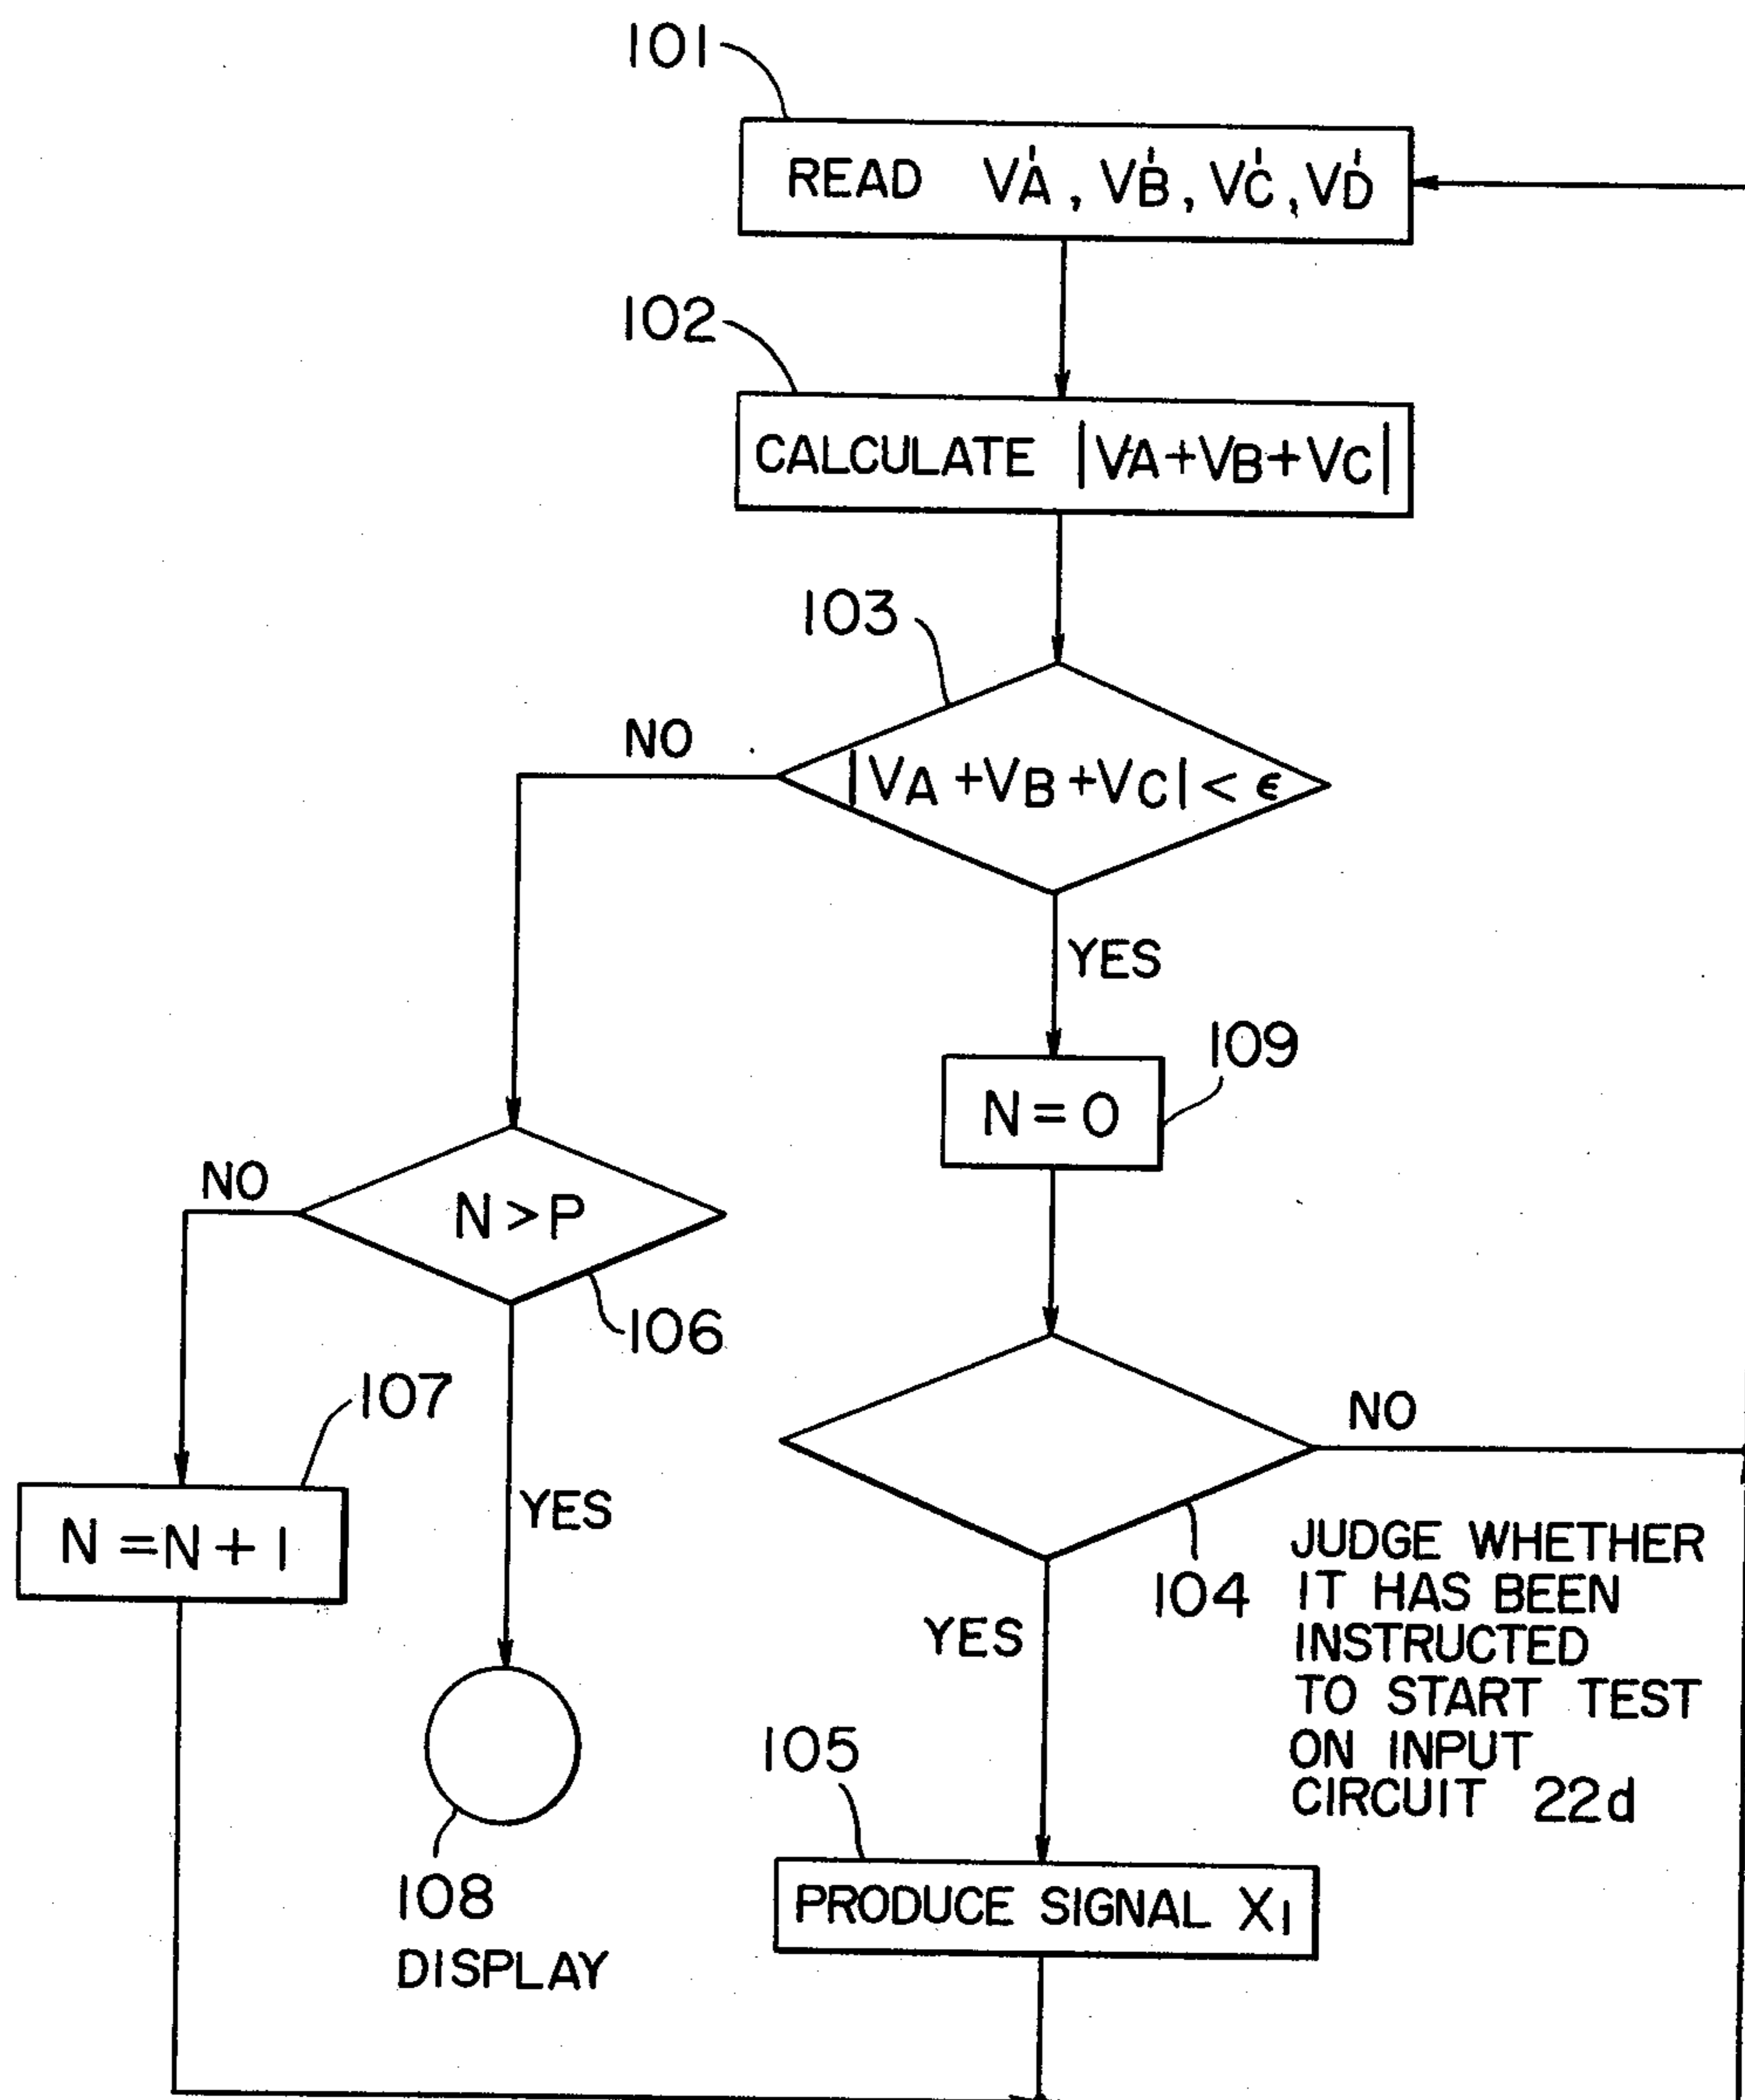 101
READ V'A, V'B, V'C, V'D
102
CALCULATE |VA+VB+VC|
103
NO
|VA+VB+VC| < ϵ
YES
109
N=0
NO
N>P
106
107
NO
YES
N=N+1
104
JUDGE WHETHER
IT HAS BEEN
INSTRUCTED
TO START TEST
ON INPUT
CIRCUIT 22d
YES
105
108
DISPLAY
PRODUCE SIGNAL X1